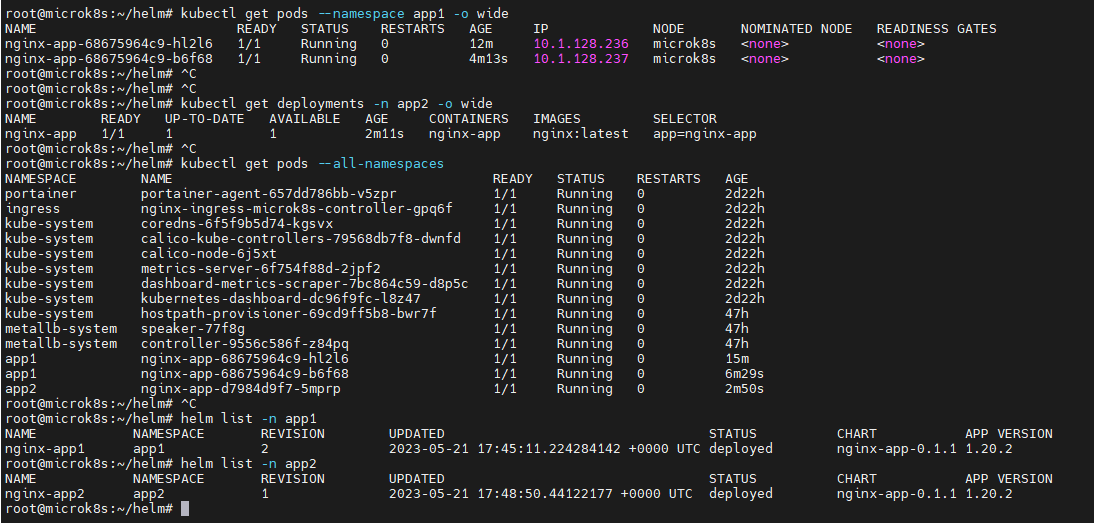 root@microk8s:~/helm# kubectl get pods --namespace app1 -o wide
NAME READY STATUS RESTARTS AGE IP NODE NOMINATED NODE READINESS GATES
nginx-app-68675964c9-hl2l6 1/1 Running 0 12m 10.1.128.236 microk8s <none> <none>
nginx-app-68675964c9-b6f68 1/1 Running 0 4m13s 10.1.128.237 microk8s <none> <none>
root@microk8s:~/helm# ^C
root@microk8s:~/helm# ^C
root@microk8s:~/helm# kubectl get deployments -n app2 -o wide
NAME READY UP-TO-DATE AVAILABLE AGE CONTAINERS IMAGES SELECTOR
nginx-app 1/1 1 1 2m11s nginx-app nginx:latest app=nginx-app
root@microk8s:~/helm# ^C
root@microk8s:~/helm# kubectl get pods --all-namespaces
NAMESPACE NAME READY STATUS RESTARTS AGE
portainer portainer-agent-657dd786bb-v5zpr 1/1 Running 0 2d22h
ingress nginx-ingress-microk8s-controller-gpq6f 1/1 Running 0 2d22h
kube-system coredns-6f5f9b5d74-kgsvx 1/1 Running 0 2d22h
kube-system calico-kube-controllers-79568db7f8-dwnfd 1/1 Running 0 2d22h
kube-system calico-node-6j5xt 1/1 Running 0 2d22h
kube-system metrics-server-6f754f88d-2jpf2 1/1 Running 0 2d22h
kube-system dashboard-metrics-scraper-7bc864c59-d8p5c 1/1 Running 0 2d22h
kube-system kubernetes-dashboard-dc96f9fc-l8z47 1/1 Running 0 2d22h
kube-system hostpath-provisioner-69cd9ff5b8-bwr7f 1/1 Running 0 47h
metallb-system speaker-77f8g 1/1 Running 0 47h
metallb-system controller-9556c586f-z84pq 1/1 Running 0 47h
app1 nginx-app-68675964c9-hl2l6 1/1 Running 0 15m
app1 nginx-app-68675964c9-b6f68 1/1 Running 0 6m29s
app2 nginx-app-d7984d9f7-5mprp 1/1 Running 0 2m50s
root@microk8s:~/helm# ^C
root@microk8s:~/helm# helm list -n app1
NAME NAMESPACE REVISION UPDATED STATUS CHART APP VERSION
nginx-app1 app1 2 2023-05-21 17:45:11.224284142 +0000 UTC deployed nginx-app-0.1.1 1.20.2
root@microk8s:~/helm# helm list -n app2
NAME NAMESPACE REVISION UPDATED STATUS CHART APP VERSION
nginx-app2 app2 1 2023-05-21 17:48:50.44122177 +0000 UTC deployed nginx-app-0.1.1 1.20.2
root@microk8s:~/helm#